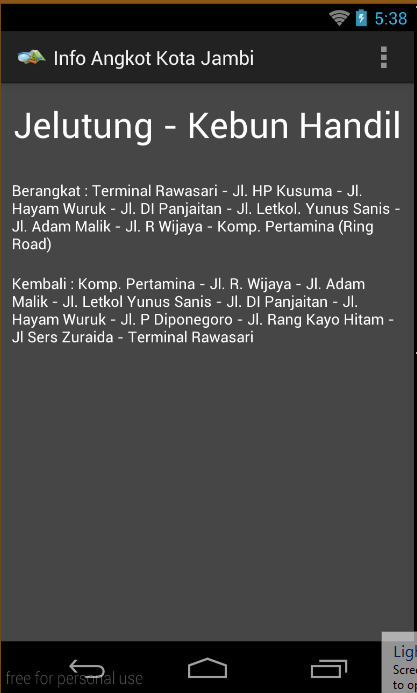 5:38
Info Angkot Kota Jambi
Jelutung - Kebun Handil
Berangkat : Terminal Rawasari - Jl. HP Kusuma - Jl.
Hayam Wuruk - Jl. DI Panjaitan - Jl. Letkol. Yunus Sanis -
Jl. Adam Malik - Jl. R Wijaya - Komp. Pertamina (Ring
Road)
Kembali : Komp. Pertamina - Jl. R. Wijaya - Jl. Adam
Malik - Jl. Letkol Yunus Sanis - Jl. DI Panjaitan - Jl.
Hayam Wuruk - Jl. P Diponegoro - Jl. Rang Kayo Hitam -
Jl Sers Zuraida - Terminal Rawasari
free for personal use
Ligh
Scree
to op